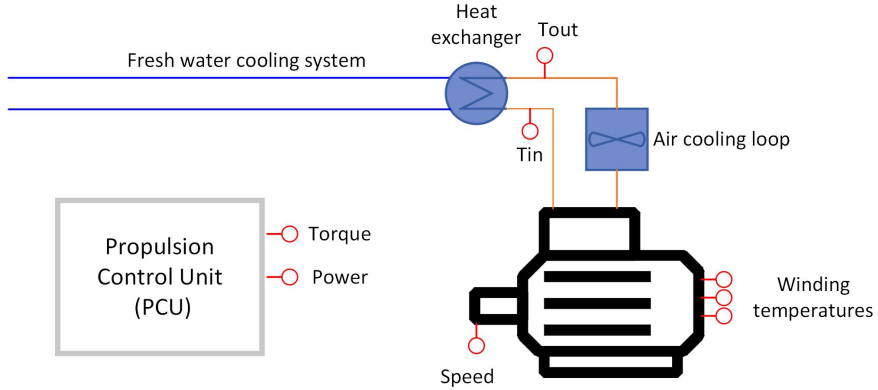 Heat
exchanger
Tout
Fresh water cooling system
Tin
Air cooling loop
Propulsion
Control Unit
(PCU)
Torque
Power
Winding
temperatures
Speed